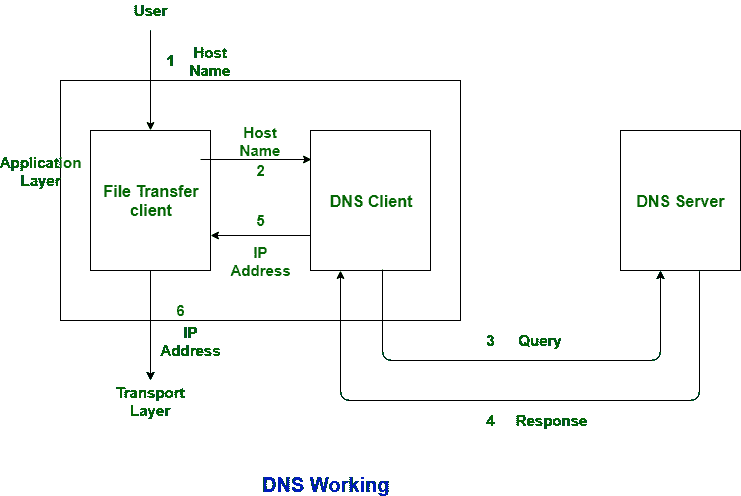 User
1 Host
Name
Application
Layer
File Transfer
client
Host
Name
2
DNS Client
DNS Server
5
IP
Address
6
IP
Address
3 Query
Transport
Layer
4 Response
DNS Working